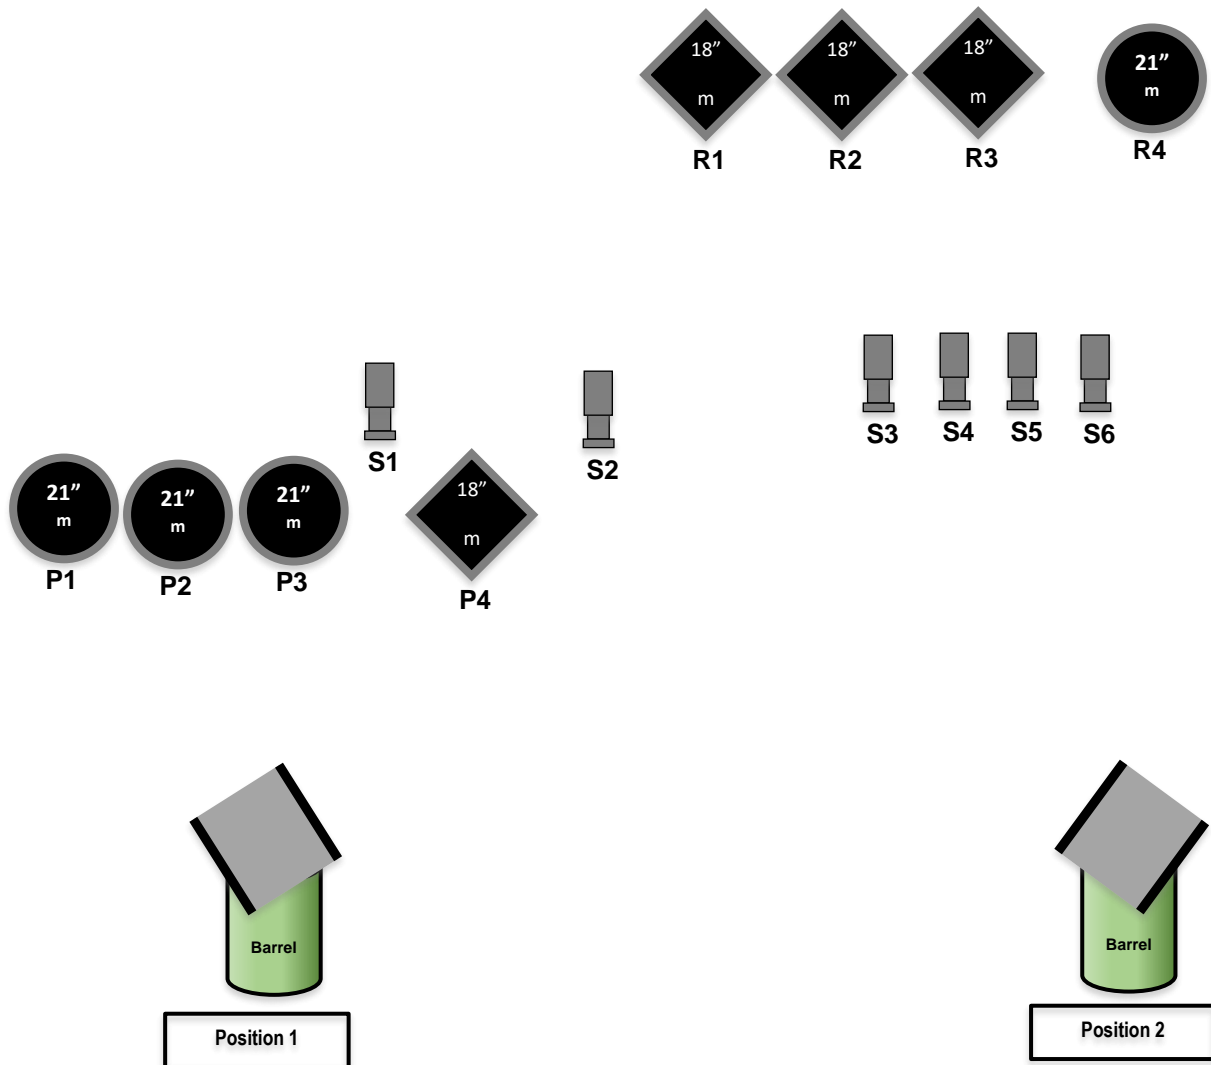 18”
m
R1
18”
m
R2
18”
m
R3
21”
m
R4
S1
S2
S3
S4
S5
S6
21”
m
P1
21”
m
P2
21”
m
P3
18”
m
P4
Barrel
Position 1
Barrel
Position 2